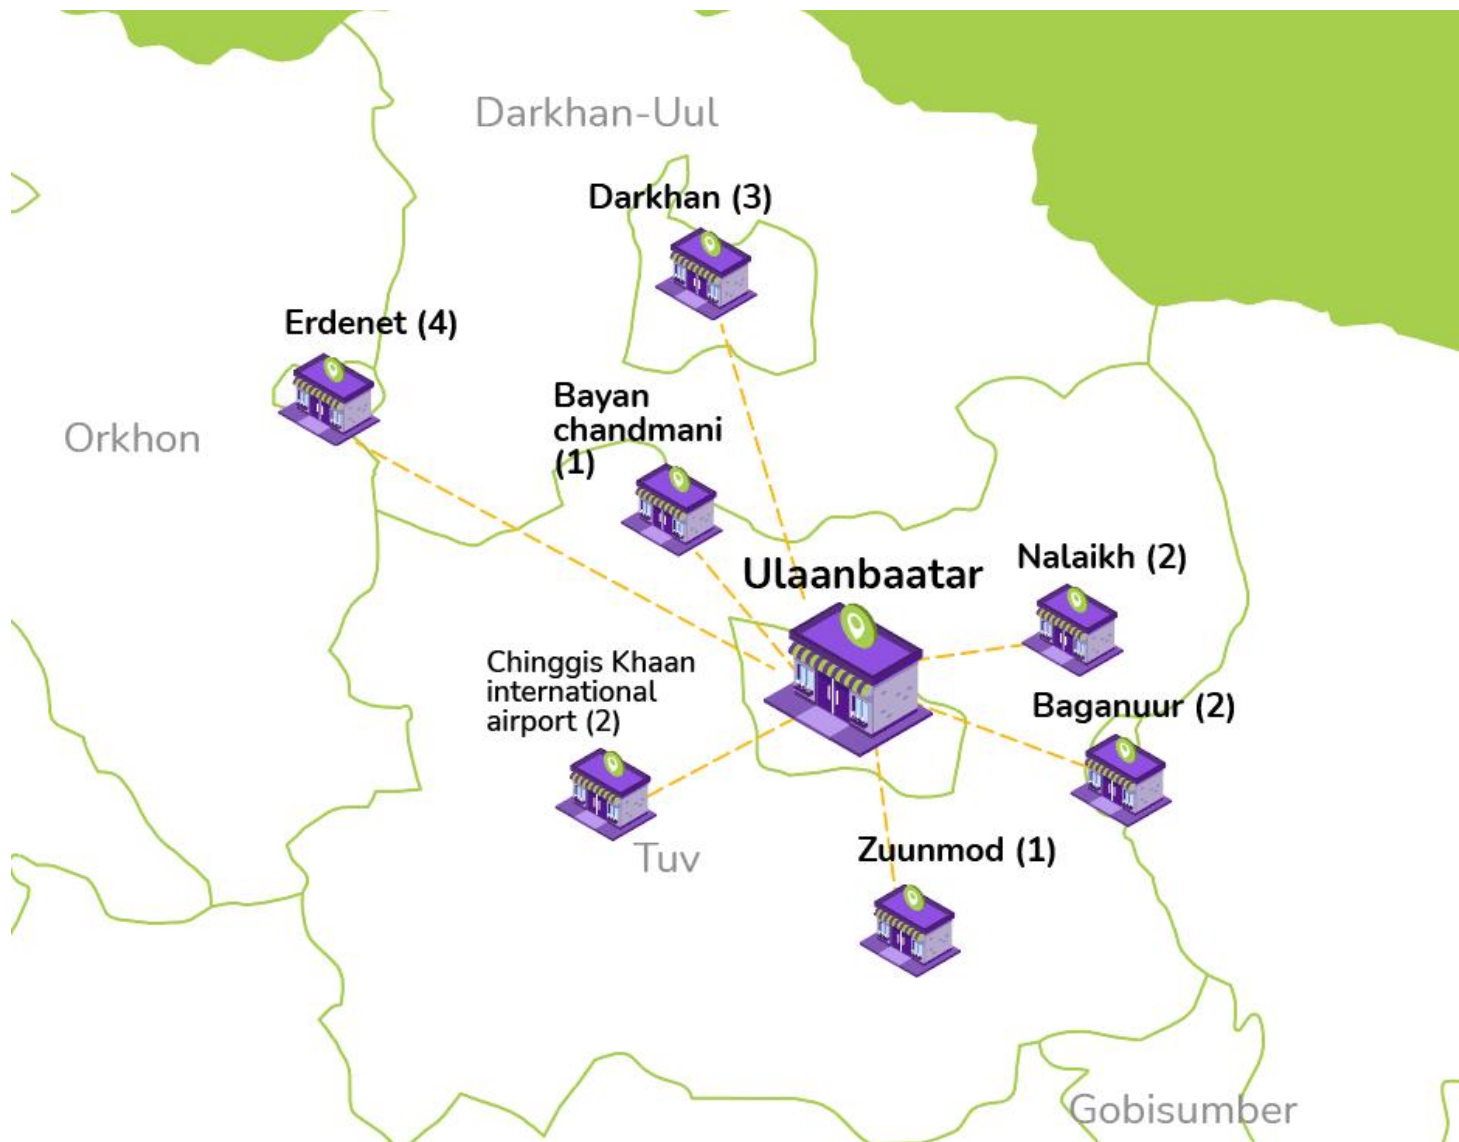 Darkhan-Uul
Darkhan (3)
Erdenet (4)
Bayan
chandmani
(1)
Orkhon
Ulaanbaatar
Nalaikh (2)
Chinggis Khaan
international
airport (2)
Baganuur (2)
Tuv
Zuunmod (1)
Gobisumber